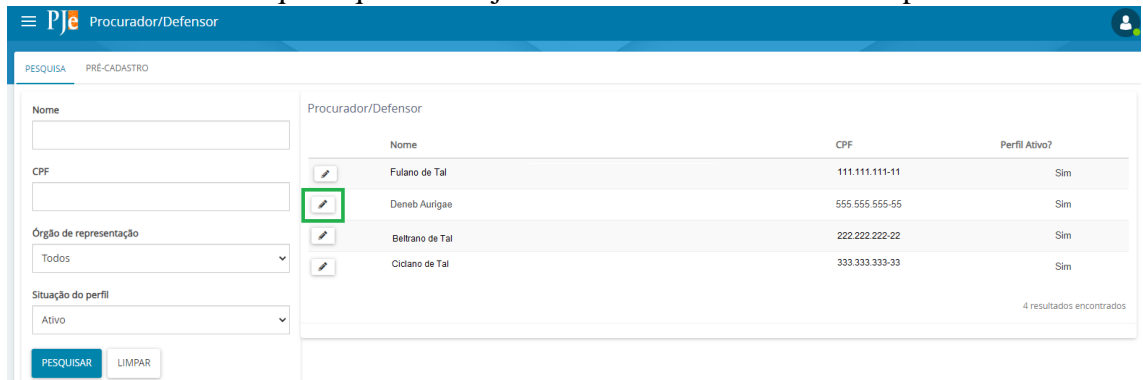 PJe Procurador/Defensor
PESQUISA PRÉ-CADASTRO
Nome
CPF
Órgão de representação
Todos
Situação do perfil
Ativo
PESQUISAR LIMPAR
Procurador/Defensor
Nome CPF Perfil Ativo?
Fulano de Tal 111.111.111-11 Sim
Deneb Aurigae 555.555.555-55 Sim
Beltrano de Tal 222.222.222-22 Sim
Ciclano de Tal 333.333.333-33 Sim
4 resultados encontrados